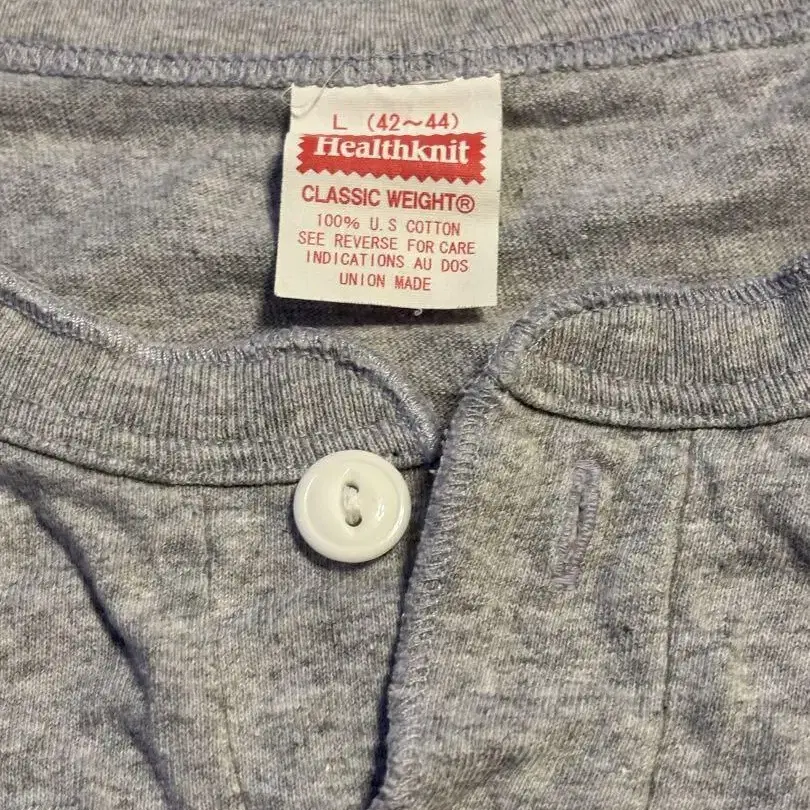 L (42〜44)
Healthknit
CLASSIC WEIGHT®
100% U.S COTTON
SEE REVERSE FOR CARE
INDICATIONS AU DOS
UNION MADE